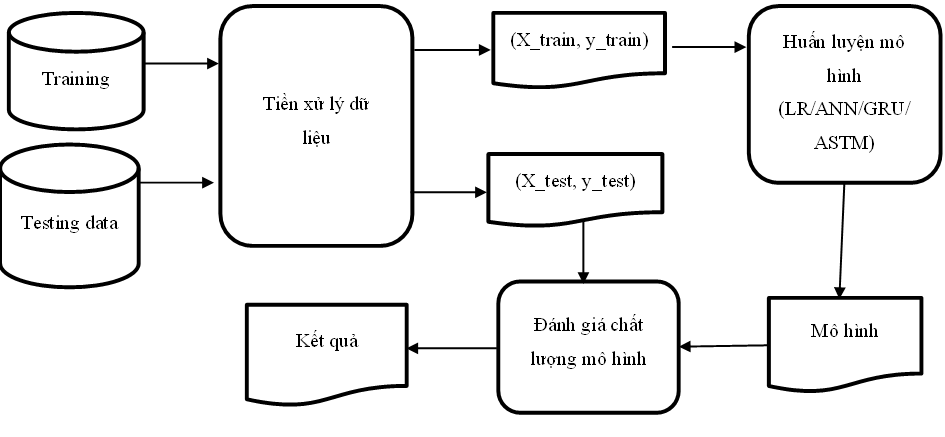 Training
Testing data
Tiền xử lý dữ
liệu
(X_train, y_train)
(X_test, y_test)
Huấn luyện mô
hình
(LR/ANN/GRU/
ASTM)
Mô hình
Đánh giá chất
lượng mô hình
Kết quả